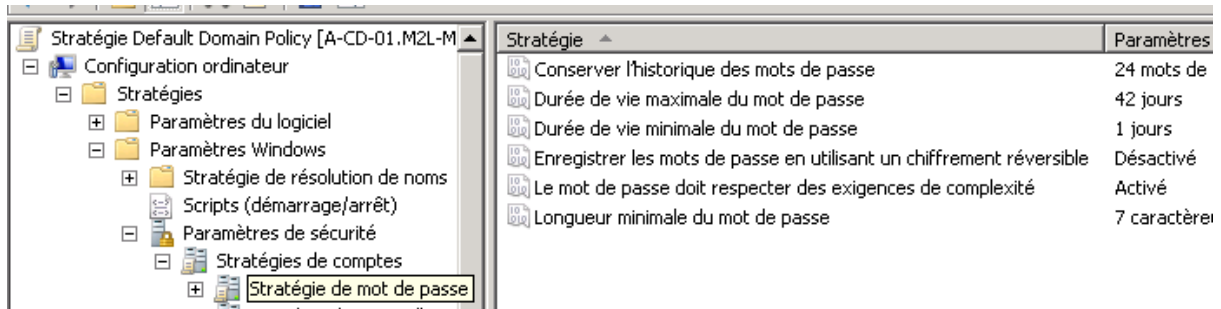 Stratégie Default Domain Policy [A-CD-01.M2L-M
Configuration ordinateur
Stratégies
Paramètres du logiciel
Paramètres Windows
Stratégie de résolution de noms
Scripts (démarrage/arrêt)
Paramètres de sécurité
Stratégies de comptes
Stratégie de mot de passe
Stratégie Paramètres
Conserver l'historique des mots de passe 24 mots de
Durée de vie maximale du mot de passe 42 jours
Durée de vie minimale du mot de passe 1 jours
Enregistrer les mots de passe en utilisant un chiffrement réversible Désactivé
Le mot de passe doit respecter des exigences de complexité Activé
Longueur minimale du mot de passe 7 caractère